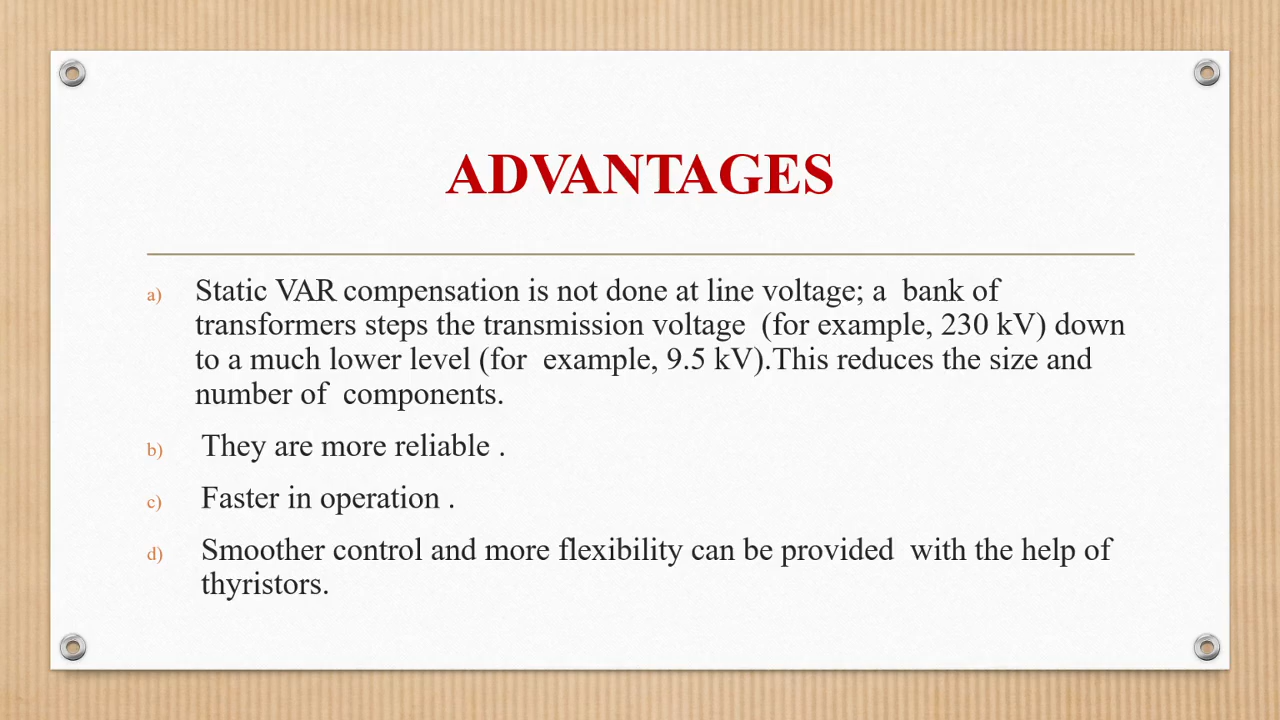 ADVANTAGES
a) Static VAR compensation is not done at line voltage; a  bank of
transformers steps the transmission voltage  (for example, 230 kV) down
to a much lower level (for  example, 9.5 kV).This reduces the size and
number of  components.
b) They are more reliable .
c) Faster in operation .
d) Smoother control and more flexibility can be provided  with the help of
thyristors.